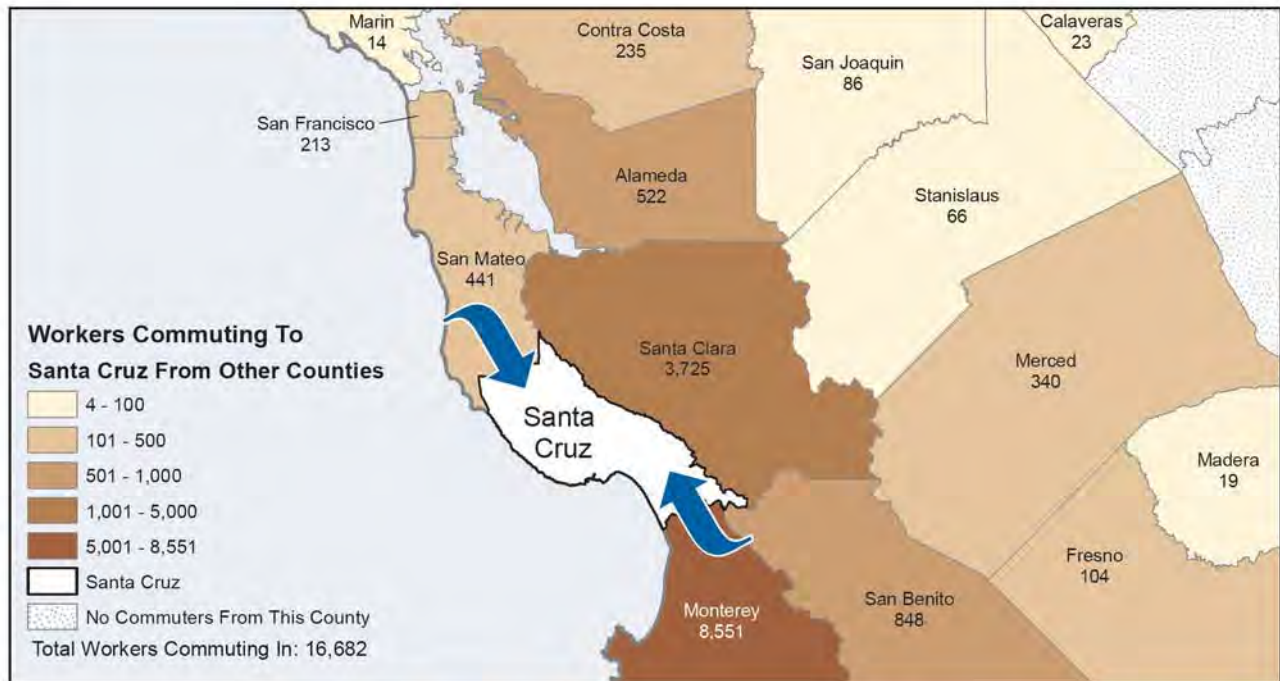 Marin
14
Contra Costa
235
Calaveras
23
San Joaquin
86
San Francisco
213
Alameda
522
Stanislaus
66
San Mateo
441
Santa Clara
3,725
Merced
340
Santa
Cruz
Madera
19
Fresno
104
Monterey
8,551
San Benito
848
Workers Commuting To
Santa Cruz From Other Counties
4 - 100
101 - 500
501 - 1,000
1,001 - 5,000
5,001 - 8,551
Santa Cruz
No Commuters From This County
Total Workers Commuting In: 16,682